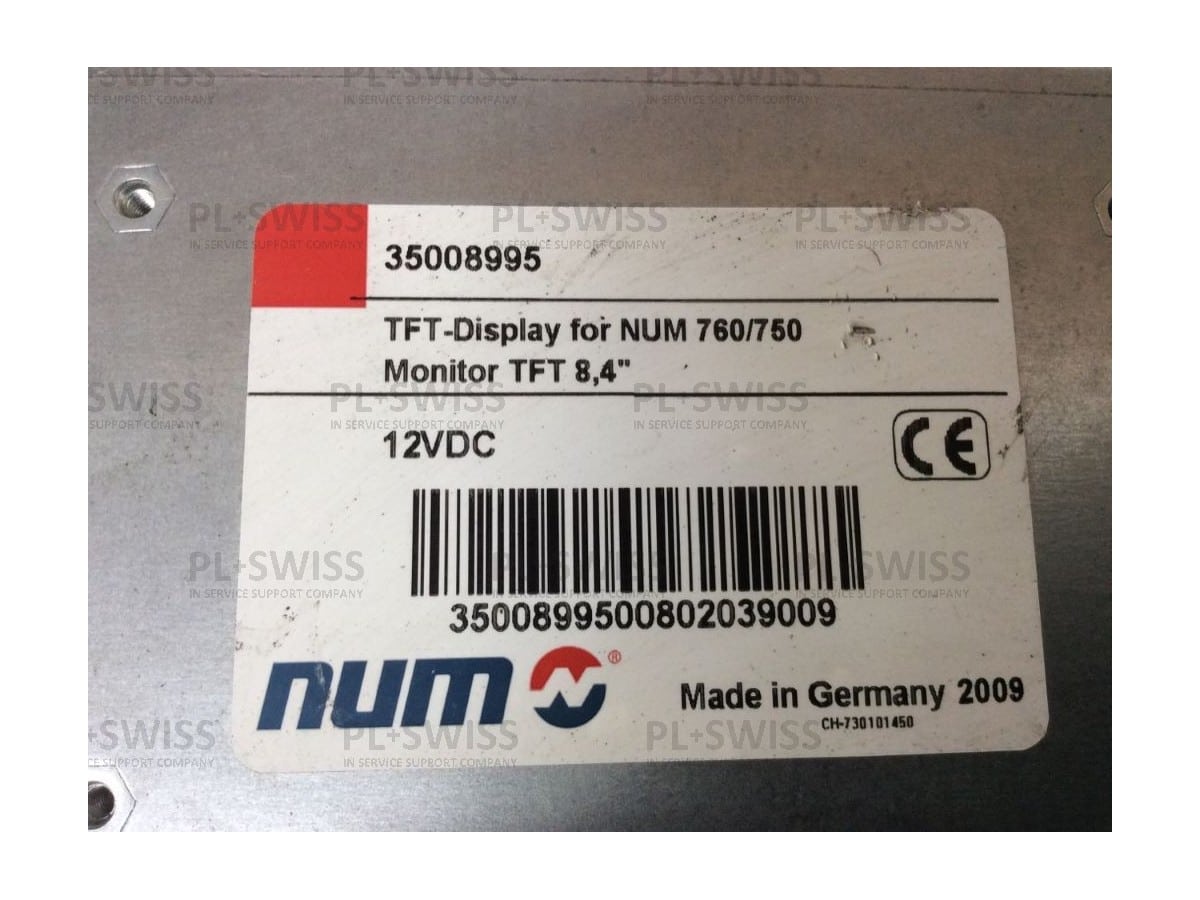 35008995
TFT-Display for NUM 760/750
Monitor TFT 8,4"
12VDC
CE
3500899500802039009
num ®
Made in Germany 2009
CH-730101450
PL+SWISS
IN SERVICE SUPPORT COMPANY